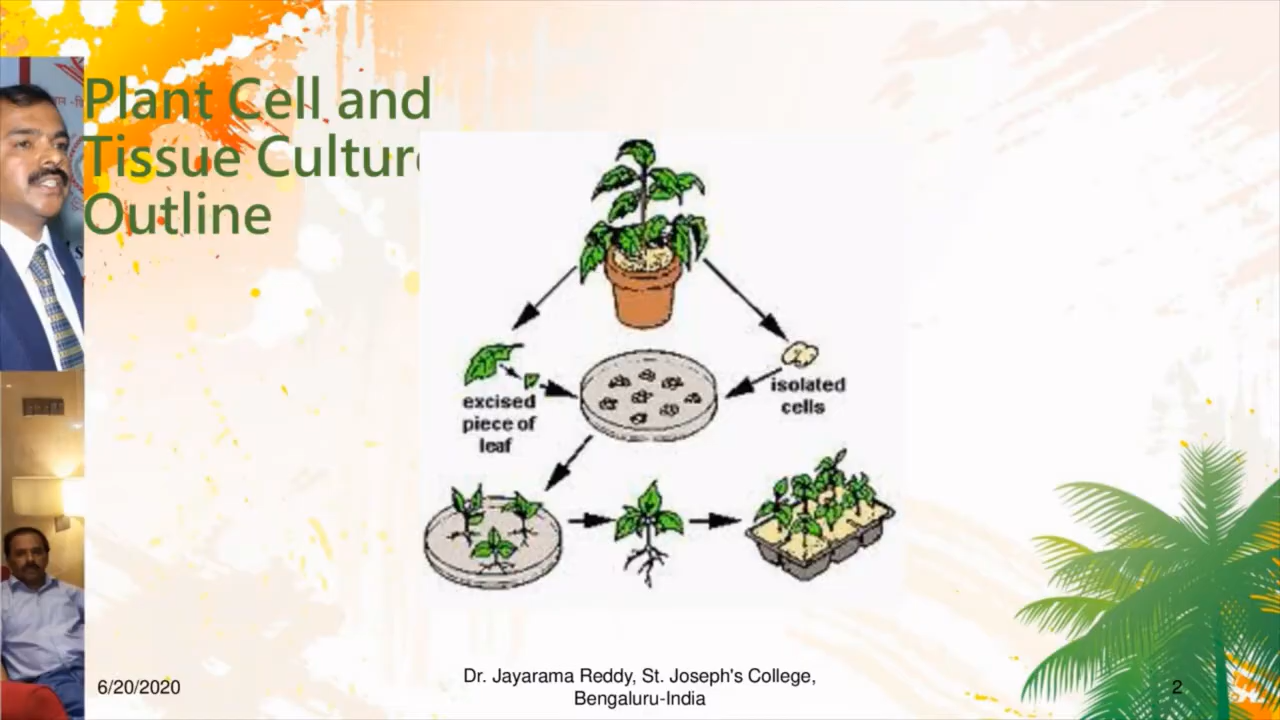 Plant Cell and
Tissue Culture
Outline
excised
piece of
leaf
isolated
cells
6/20/2020
Dr. Jayarama Reddy, St. Joseph's College,
Bengaluru-India
2